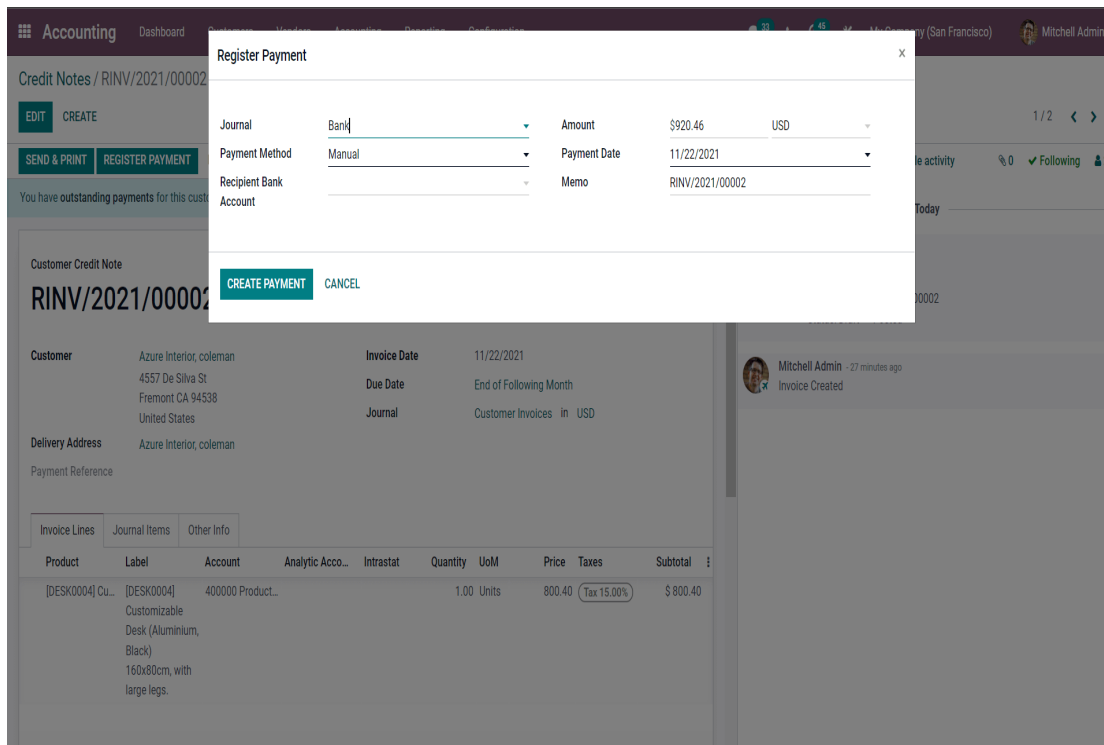 Accounting Dashboard 33 45 My Company (San Francisco) Mitchell Admin
Register Payment x
Credit Notes / RINV/2021/00002
EDIT CREATE 1 / 2
Journal Bank Amount $920.46 USD
SEND & PRINT REGISTER PAYMENT Payment Method Manual Payment Date 11/22/2021 le activity 0 Following
Recipient Bank Account Memo RINV/2021/00002
You have outstanding payments for this custo
Today
CREATE PAYMENT CANCEL
Customer Credit Note
RINV/2021/00002
00002
Customer Azure Interior, coleman Invoice Date 11/22/2021
4557 De Silva St Due Date End of Following Month
Fremont CA 94538
United States Journal Customer Invoices in USD
Mitchell Admin - 27 minutes ago
Invoice Created
Delivery Address Azure Interior, coleman
Payment Reference
Invoice Lines Journal Items Other Info
Product Label Account Analytic Acco... Intrastat Quantity UoM Price Taxes Subtotal
[DESK0004] Cu... [DESK0004] 400000 Product... 1.00 Units 800.40 Tax 15.00% $ 800.40
Customizable
Desk (Aluminium,
Black)
160x80cm, with
large legs.